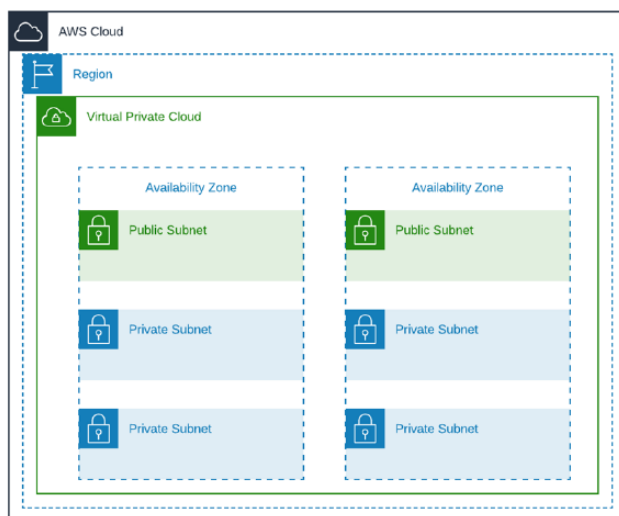 AWS Cloud
Region
Virtual Private Cloud
Availability Zone
Availability Zone
Public Subnet
Public Subnet
Private Subnet
Private Subnet
Private Subnet
Private Subnet